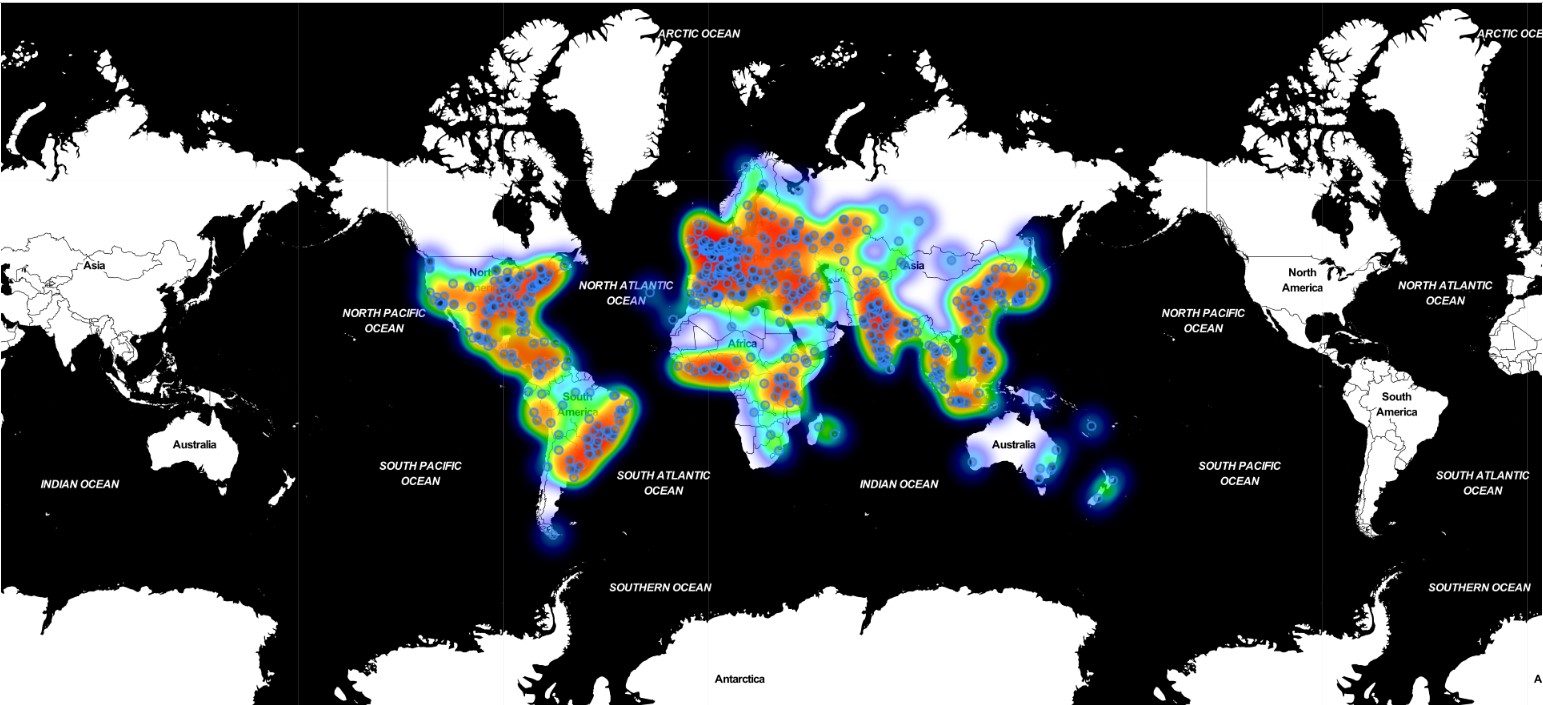 ARCTIC OCEAN
ARCTIC OCE
Asia
North
America
NORTH ATLANTIC
OCEAN
Asia
North
America
NORTH ATLANTIC
OCEAN
NORTH PACIFIC
OCEAN
Africa
NORTH PACIFIC
OCEAN
South
America
South
America
Australia
Australia
SOUTH PACIFIC
OCEAN
SOUTH ATLANTIC
OCEAN
INDIAN OCEAN
INDIAN OCEAN
SOUTH PACIFIC
OCEAN
SOUTH ATLANTIC
OCEAN
SOUTHERN OCEAN
SOUTHERN OCEAN
Antarctica
A